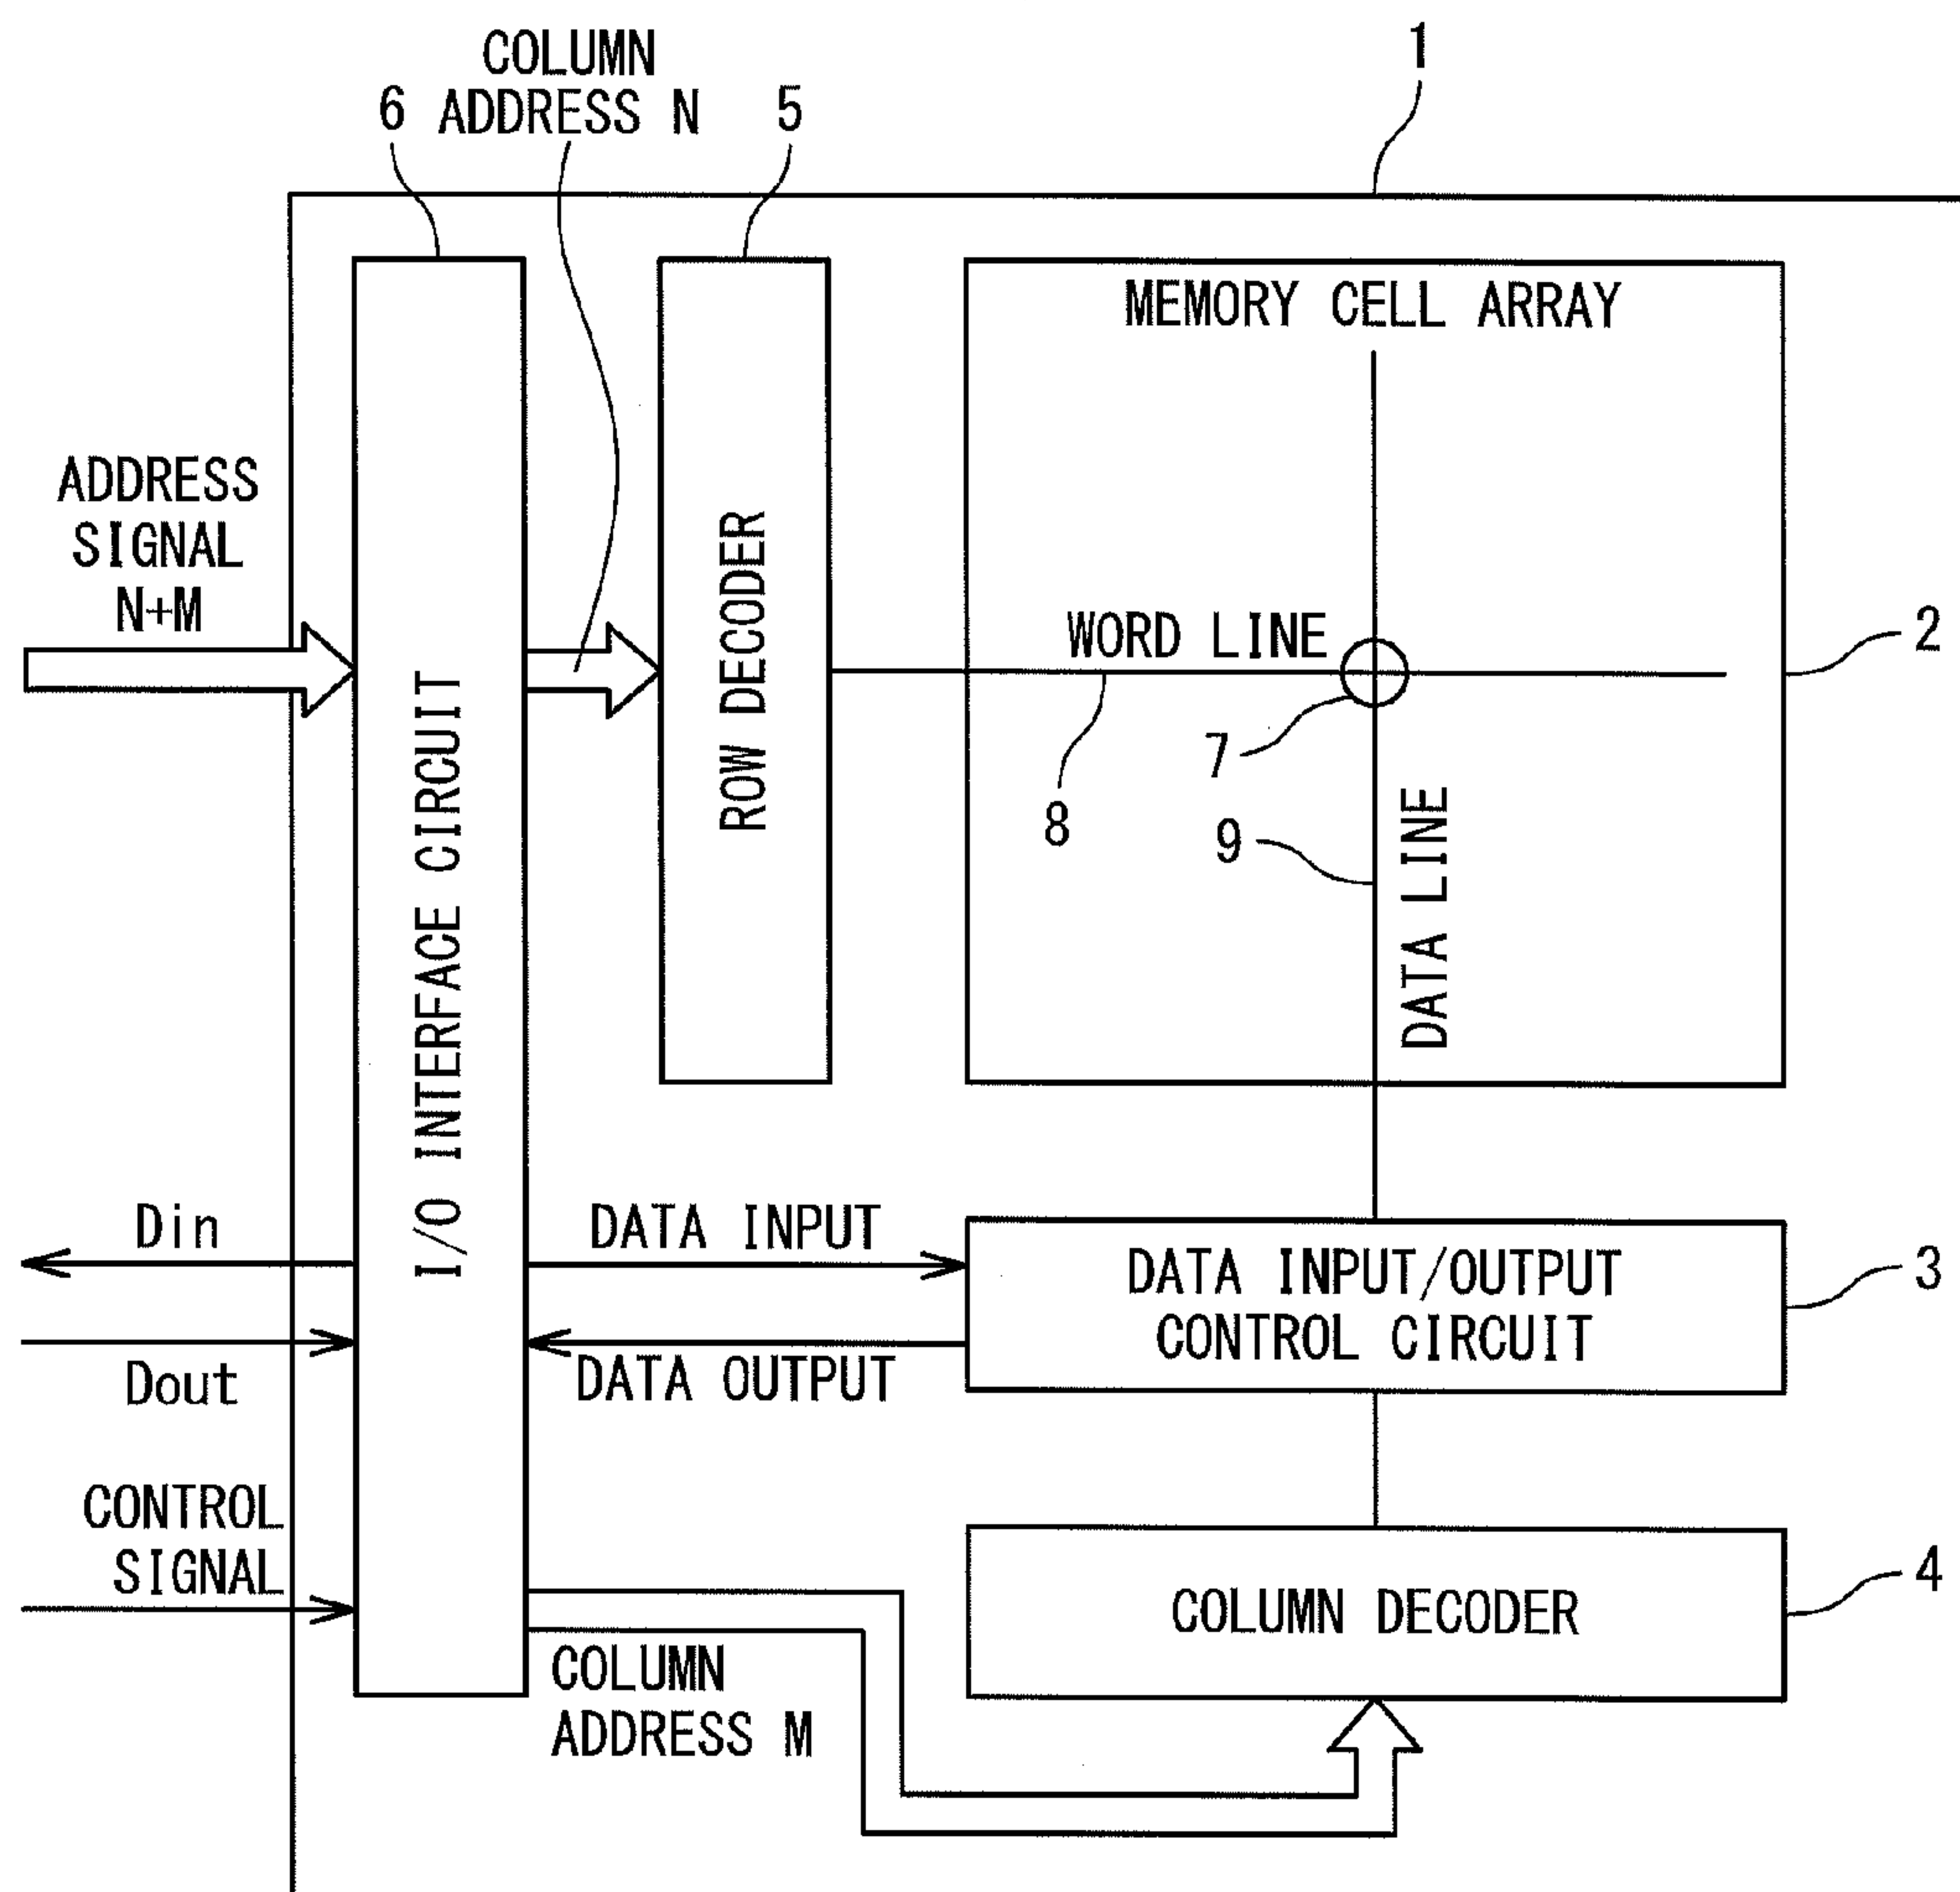 1
COLUMN
6 ADDRESS N 5
MEMORY CELL ARRAY
ADDRESS
SIGNAL
N+M
I/O INTERFACE CIRCUIT
ROW DECODER
WORD LINE
2
7
8
9
DATA LINE
Din
DATA INPUT
DATA INPUT/OUTPUT
CONTROL CIRCUIT
3
Dout
DATA OUTPUT
CONTROL
SIGNAL
COLUMN DECODER
4
COLUMN
ADDRESS M